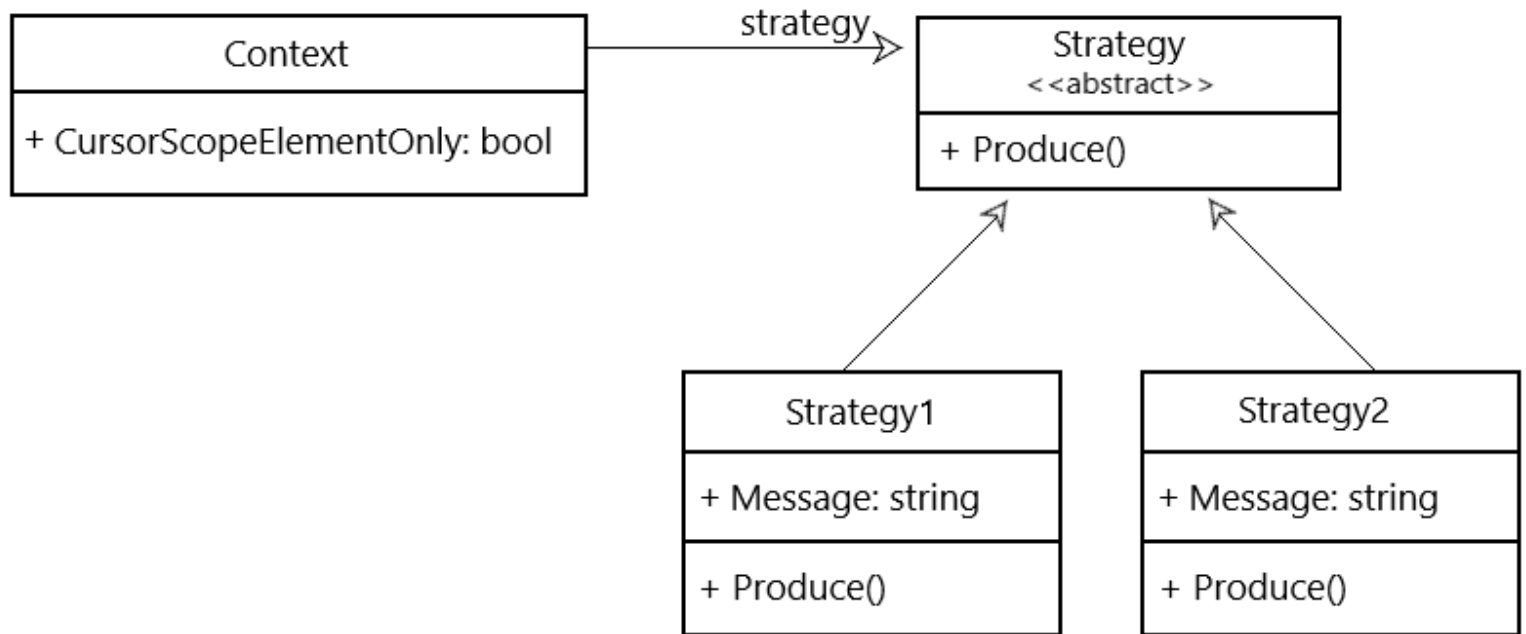 Context
+ CursorScopeElementOnly: bool
strategy
Strategy
<<abstract>>
+ Produce()
Strategy1
+ Message: string
+ Produce()
Strategy2
+ Message: string
+ Produce()